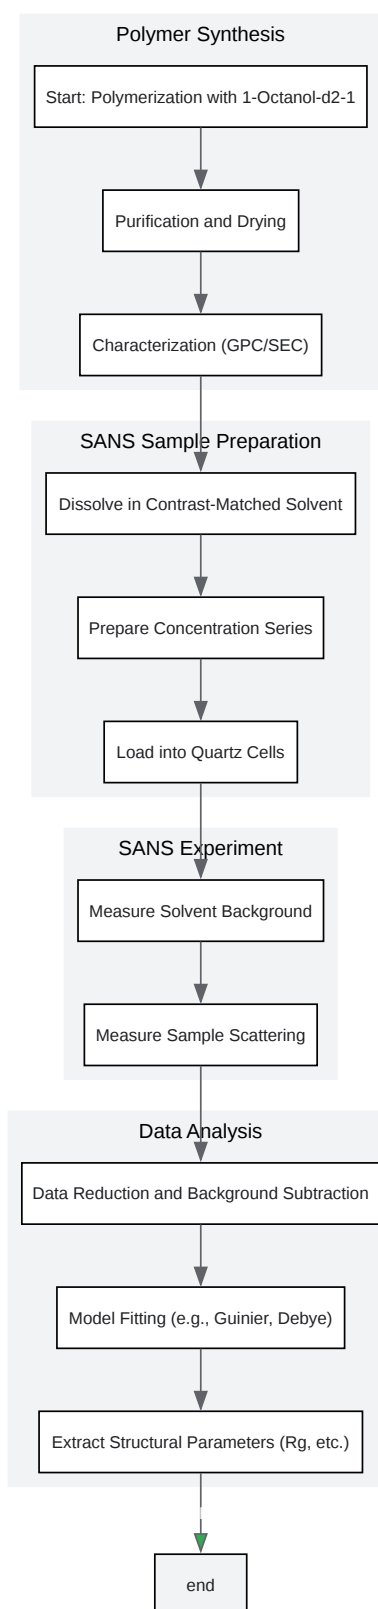 Polymer Synthesis
Start: Polymerization with 1-Octanol-d2-1
Purification and Drying
Characterization (GPC/SEC)
SANS Sample Preparation
Dissolve in Contrast-Matched Solvent
Prepare Concentration Series
Load into Quartz Cells
SANS Experiment
Measure Solvent Background
Measure Sample Scattering
Data Analysis
Data Reduction and Background Subtraction
Model Fitting (e.g., Guinier, Debye)
Extract Structural Parameters (Rg, etc.)
end